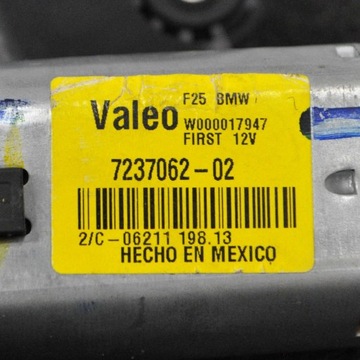 Valeo F25 BMW
W000017947
FIRST 12V
7237062-02
2/C-06211 198.13
HECHO EN MEXICO